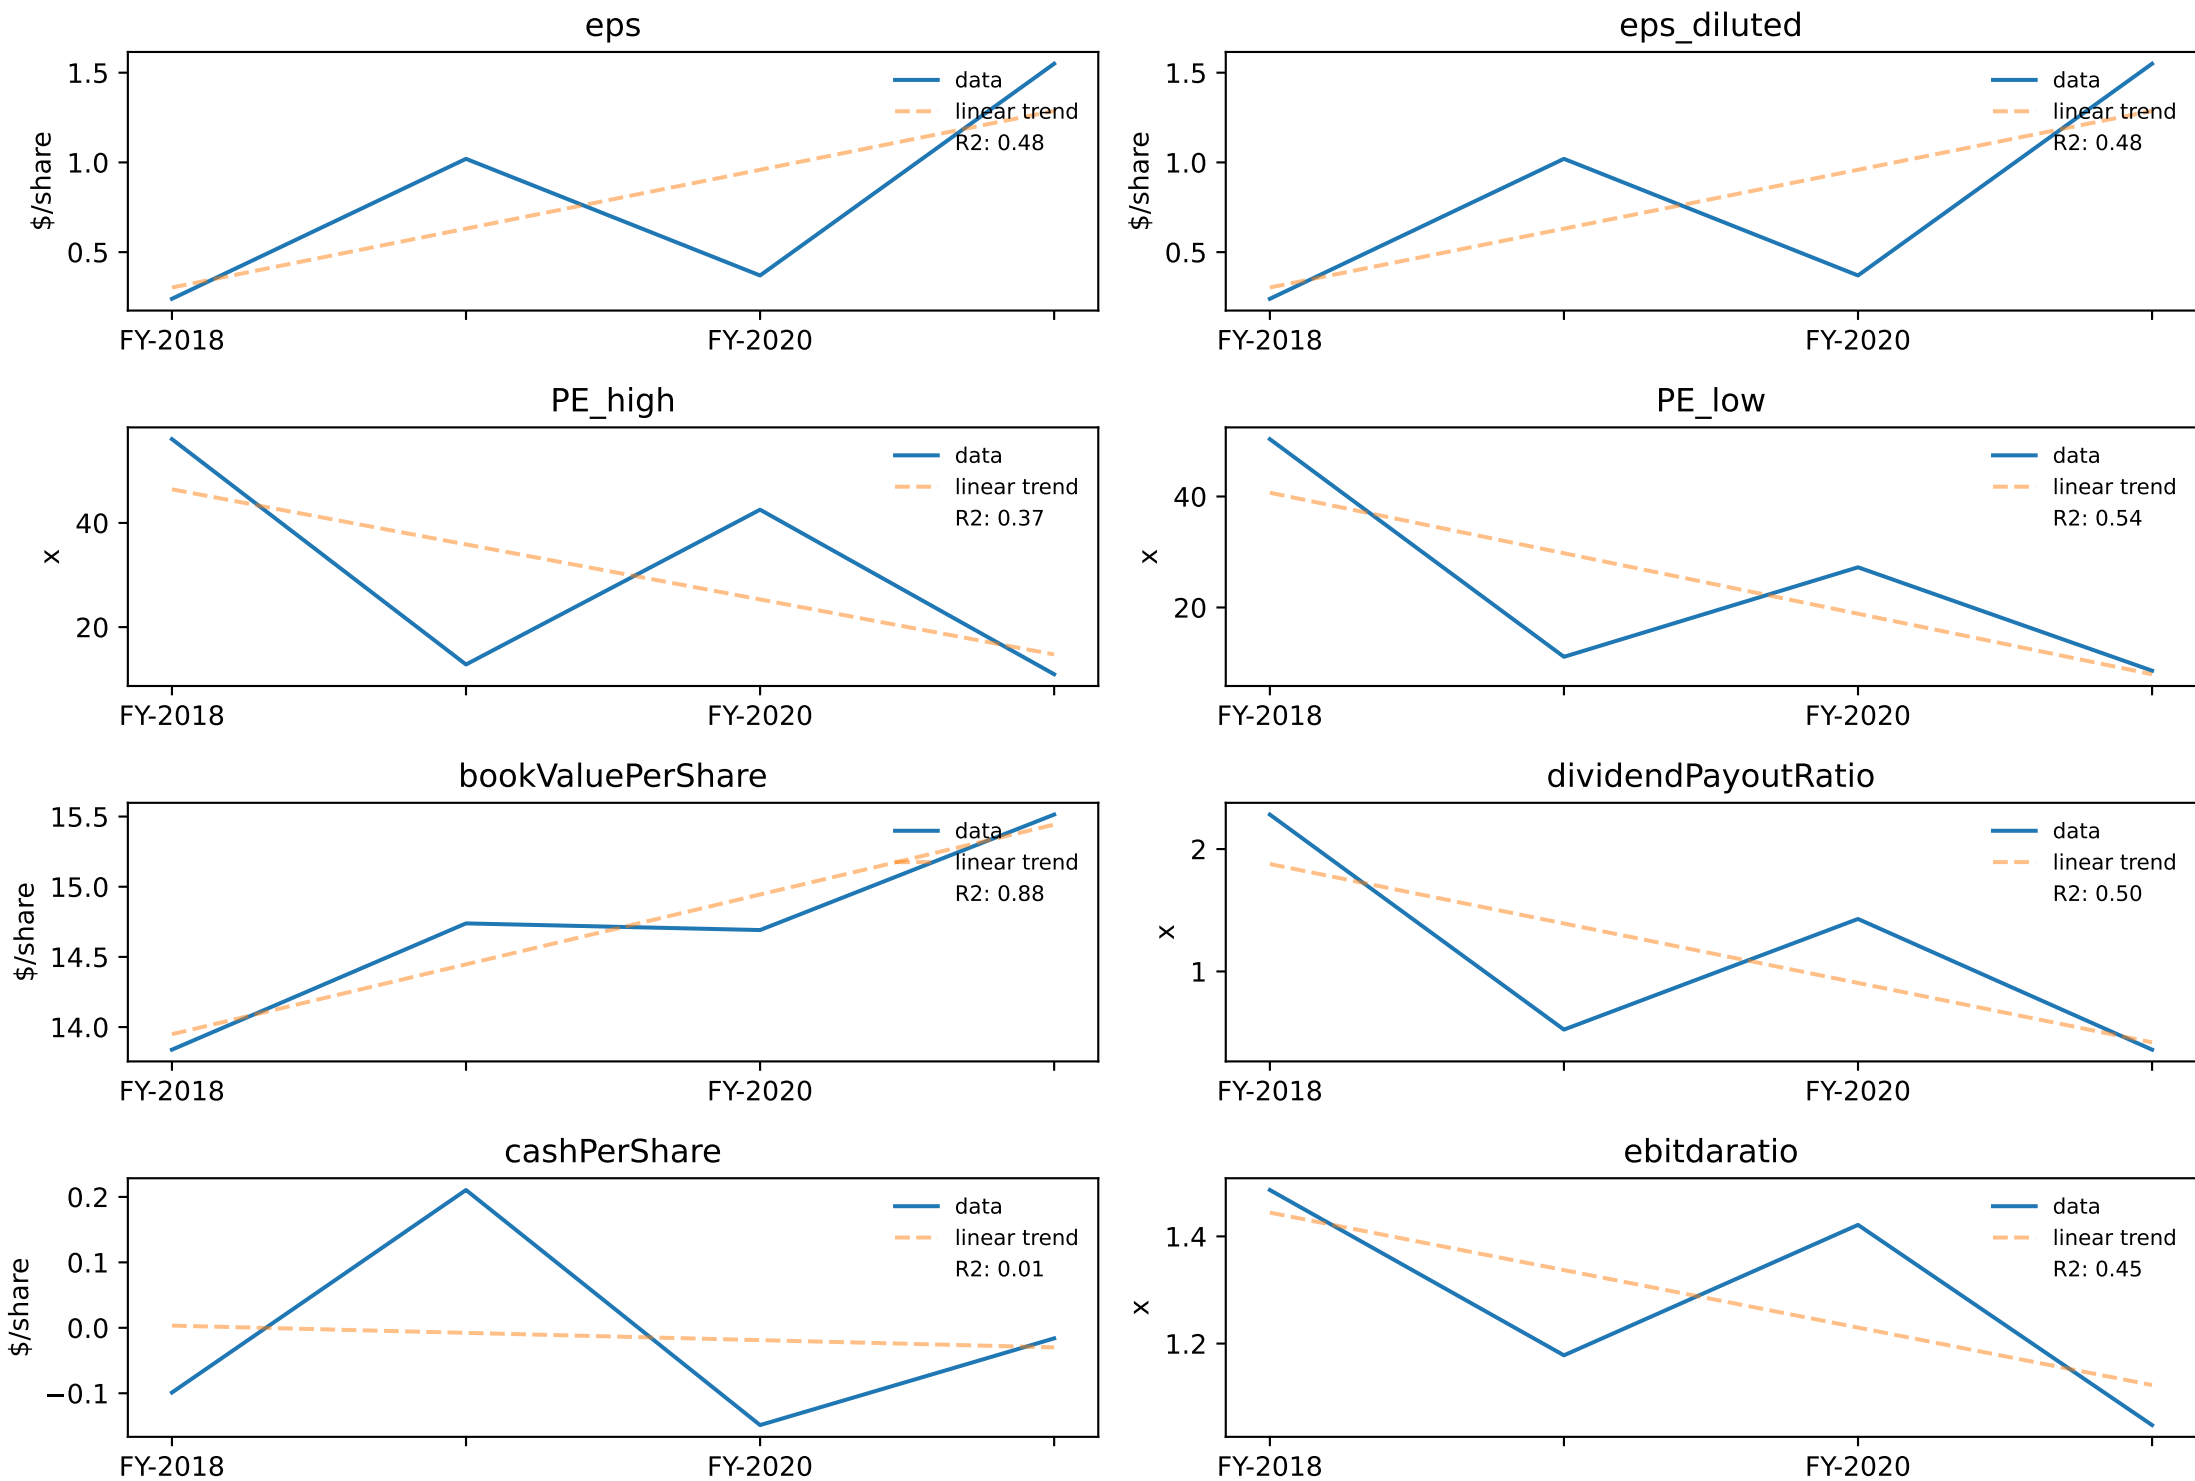 eps
1.5
1.0
0.5
$/share
data
linear trend
R2: 0.48
FY-2018
FY-2020
eps_diluted
1.5
1.0
0.5
$/share
data
linear trend
R2: 0.48
FY-2018
FY-2020
PE_high
40
20
x
data
linear trend
R2: 0.37
FY-2018
FY-2020
PE_low
40
20
x
data
linear trend
R2: 0.54
FY-2018
FY-2020
bookValuePerShare
15.5
15.0
14.5
14.0
$/share
data
linear trend
R2: 0.88
FY-2018
FY-2020
dividendPayoutRatio
2
1
x
data
linear trend
R2: 0.50
FY-2018
FY-2020
cashPerShare
0.2
0.1
0.0
−0.1
$/share
data
linear trend
R2: 0.01
FY-2018
FY-2020
ebitdaratio
1.4
1.2
x
data
linear trend
R2: 0.45
FY-2018
FY-2020